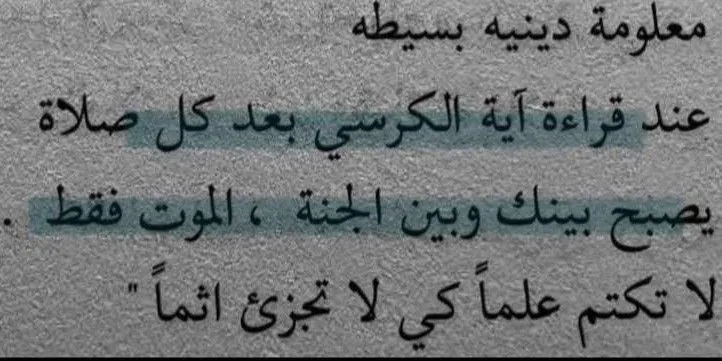 معلومة دينيه بسيطه
عند قراءة آية الكرسي بعد كل صلاة
يصبح بينك وبين الجنة ، الموت فقط .
لا تكتم علماً كي لا تجزئ اثماً "